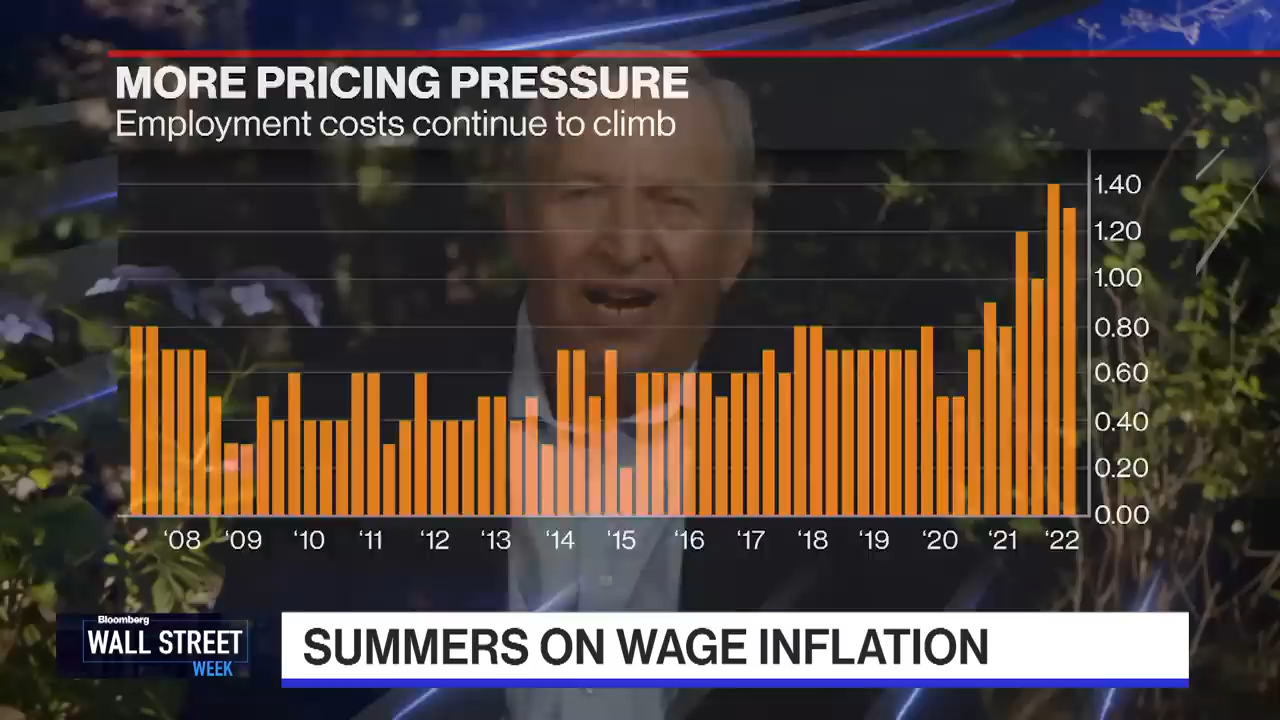 MORE PRICING PRESSURE
Employment costs continue to climb
1.40
1.20
1.00
0.80
0.60
0.40
0.20
0.00
‘08 ‘09 ‘10 ‘11 ‘12 ‘13 ‘14 ‘15 ‘16 ‘17 ‘18 ‘19 ‘20 ‘21 ‘22
Bloomberg
WALL STREET
WEEK
SUMMERS ON WAGE INFLATION